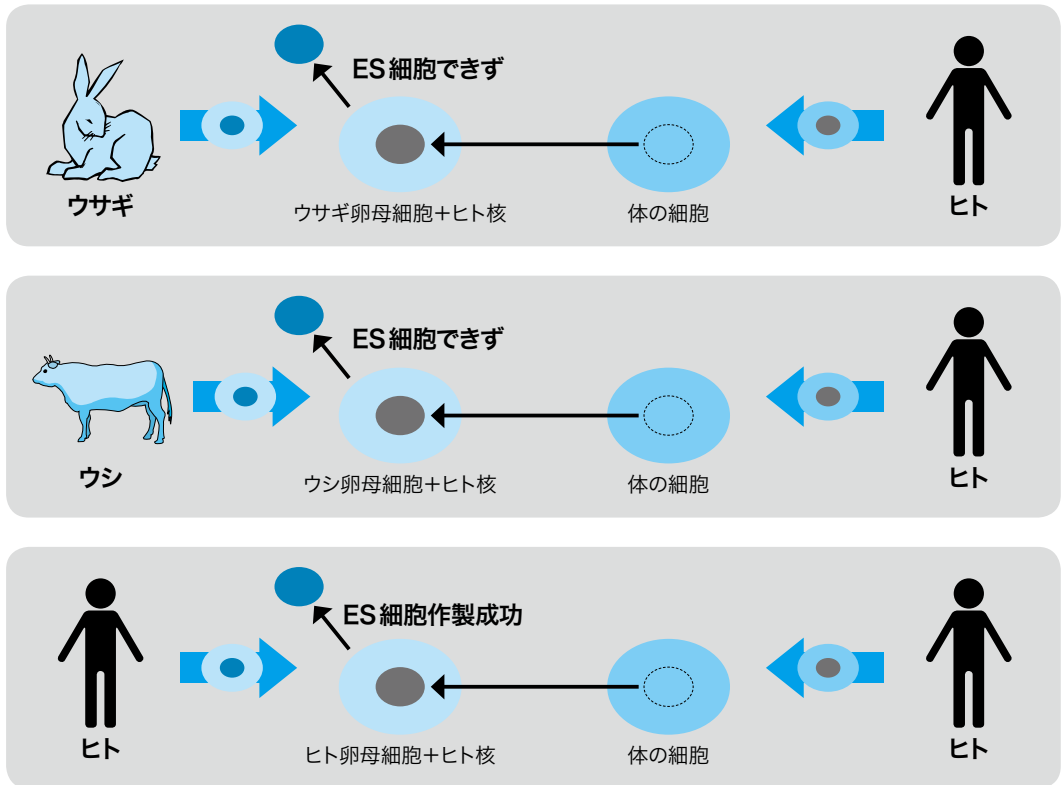 ES細胞できず
ウサギ
ウサギ卵母細胞+ヒト核
体の細胞
ヒト
ES細胞できず
ウシ
ウシ卵母細胞+ヒト核
体の細胞
ヒト
ES細胞作製成功
ヒト
ヒト卵母細胞+ヒト核
体の細胞
ヒト